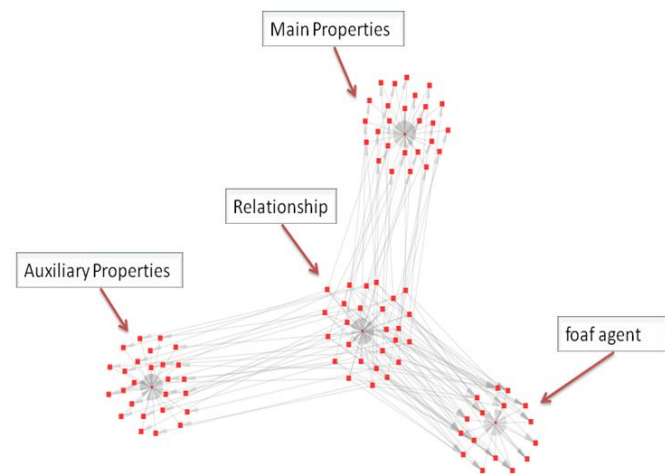 Main Properties
Relationship
Auxiliary Properties
foaf agent